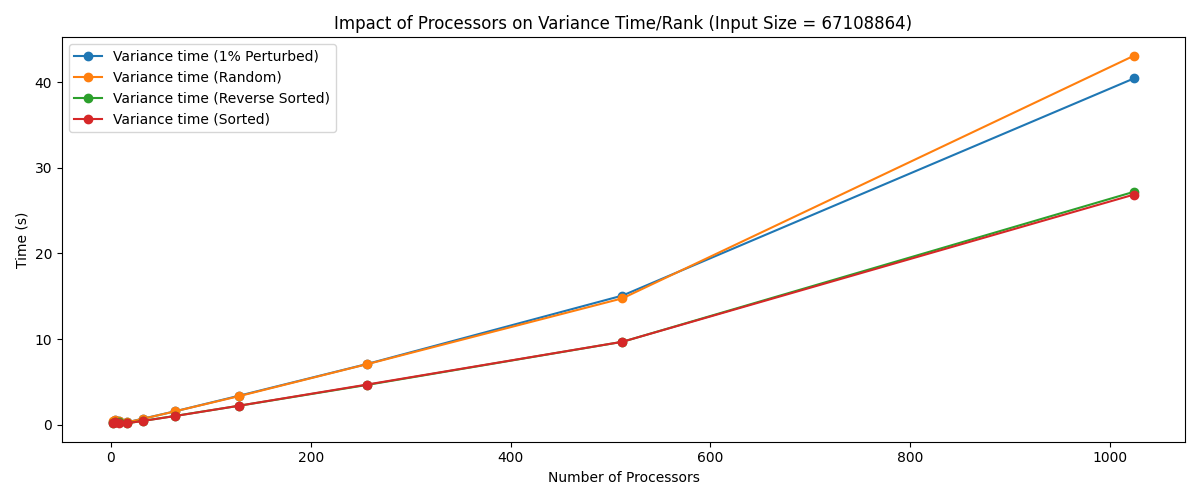 Impact of Processors on Variance Time/Rank (Input Size = 67108864)
Variance time (1% Perturbed)
Variance time (Random)
Variance time (Reverse Sorted)
Variance time (Sorted)
Time (s)
40
30
20
10
0
0 200 400 600 800 1000
Number of Processors